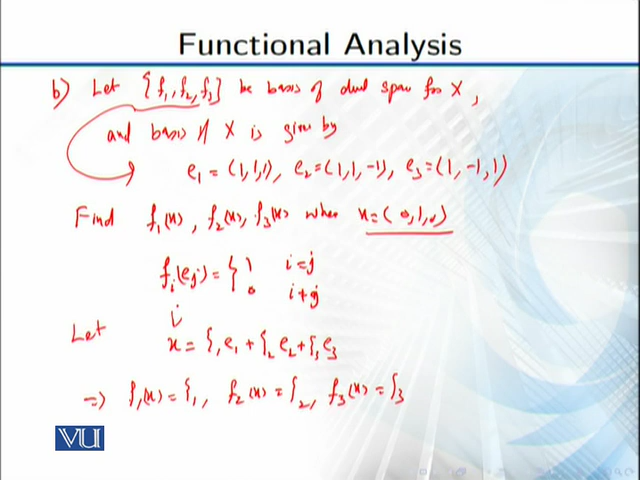 Functional Analysis
b) Let {f₁, f₂, f₃} be basis of dual space for X,
and basis of X is given by
e₁ = (1,1,1), e₂ = (1,1,-1), e₃ = (1,-1,1)
Find f₁(x), f₂(x), f₃(x) when x = (0,1,0)
fᵢ(eⱼ) = { 1 i=j
0 i≠j
Let
x = ξ₁e₁ + ξ₂e₂ + ξ₃e₃
⇒ f₁(x) = ξ₁, f₂(x) = ξ₂, f₃(x) = ξ₃
VU